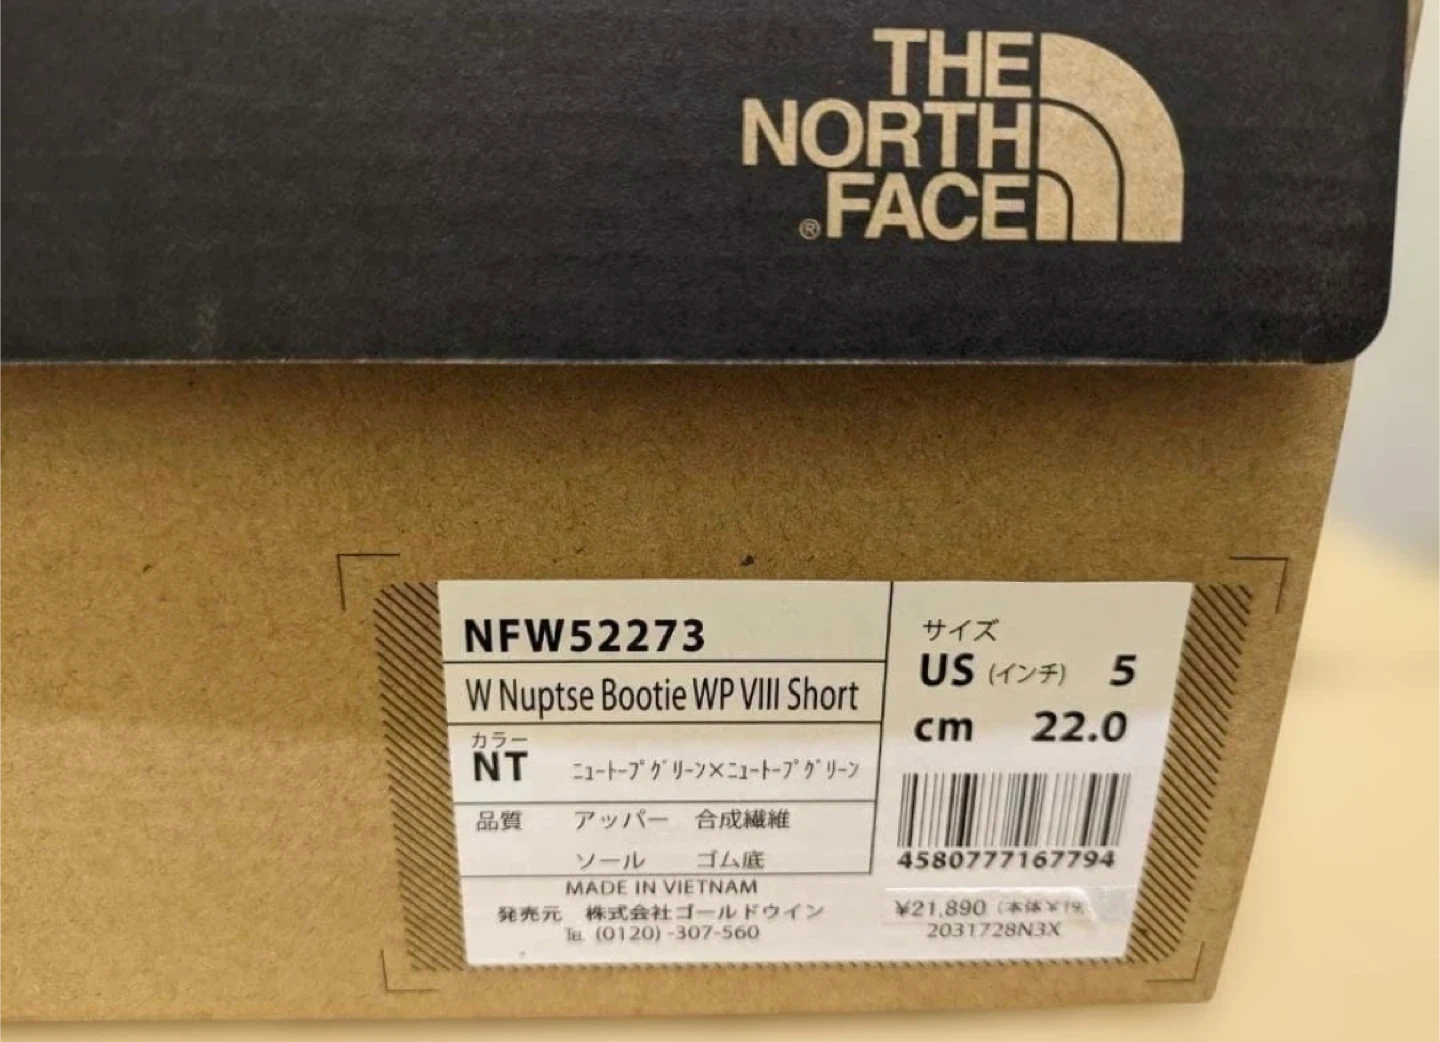 THE
NORTH
FACE
®
NFW52273
W Nuptse Bootie WP VIII Short
カラー
NT ﾆｭｰﾄｰﾌﾟｸﾞﾘｰﾝ×ﾆｭｰﾄｰﾌﾟｸﾞﾘｰﾝ
品質 アッパー 合成繊維
ソール ゴム底
MADE IN VIETNAM
発売元 株式会社ゴールドウイン
℡ (0120) -307-560
サイズ
US (インチ) 5
cm 22.0
4580777167794
¥21,890 (本体¥19
2031728N3X